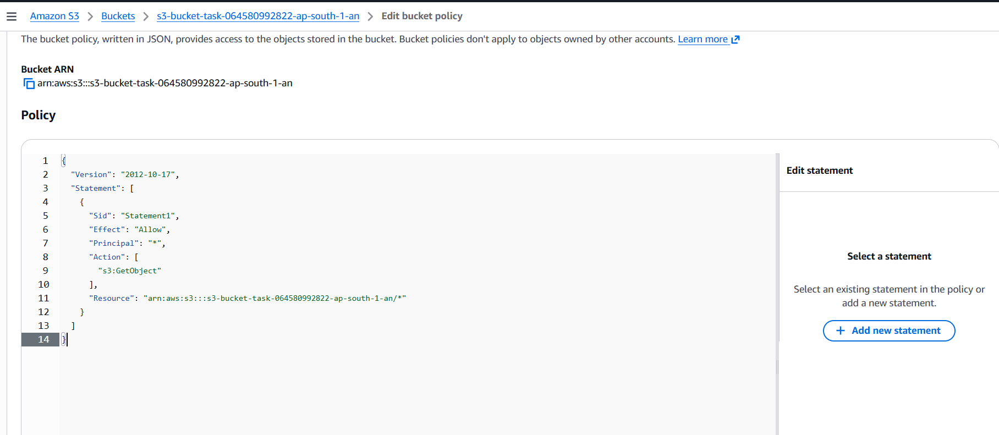 Amazon S3 > Buckets > s3-bucket-task-064580992822-ap-south-1-an > Edit bucket policy
The bucket policy, written in JSON, provides access to the objects stored in the bucket. Bucket policies don't apply to objects owned by other accounts. Learn more
Bucket ARN
arn:aws:s3:::s3-bucket-task-064580992822-ap-south-1-an
Policy
1 {
2   "Version": "2012-10-17",
3   "Statement": [
4     {
5       "Sid": "Statement1",
6       "Effect": "Allow",
7       "Principal": "*",
8       "Action": [
9         "s3:GetObject"
10       ],
11       "Resource": "arn:aws:s3:::s3-bucket-task-064580992822-ap-south-1-an/*"
12     }
13   ]
14 }
Edit statement
Select a statement
Select an existing statement in the policy or
add a new statement.
+ Add new statement